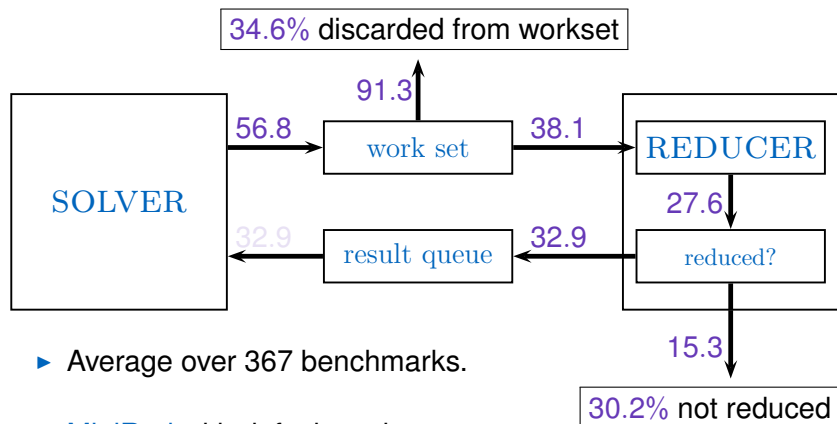 34.6% discarded from workset
91.3
56.8
38.1
work set
REDUCER
SOLVER
27.6
32.9
32.9
result queue
reduced?
15.3
▸ Average over 367 benchmarks.
30.2% not reduced